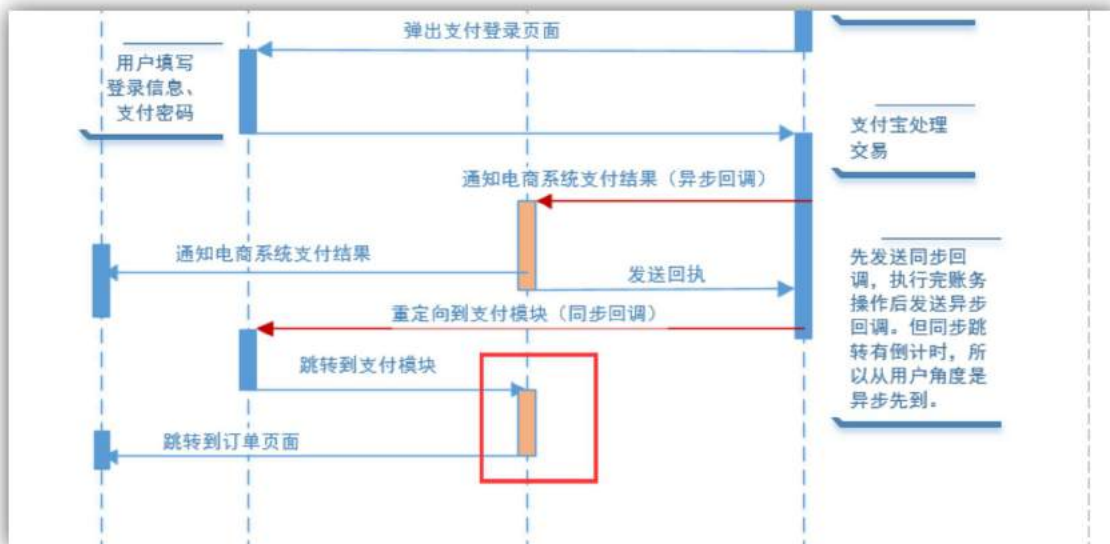 弹出支付登录页面
用户填写
登录信息、
支付密码
支付宝处理
交易
通知电商系统支付结果（异步回调）
通知电商系统支付结果
发送回执
先发送同步回
调，执行完账务
操作后发送异步
回调。但同步跳
转有倒计时，所
以从用户角度是
异步先到。
重定向到支付模块（同步回调）
跳转到支付模块
跳转到订单页面